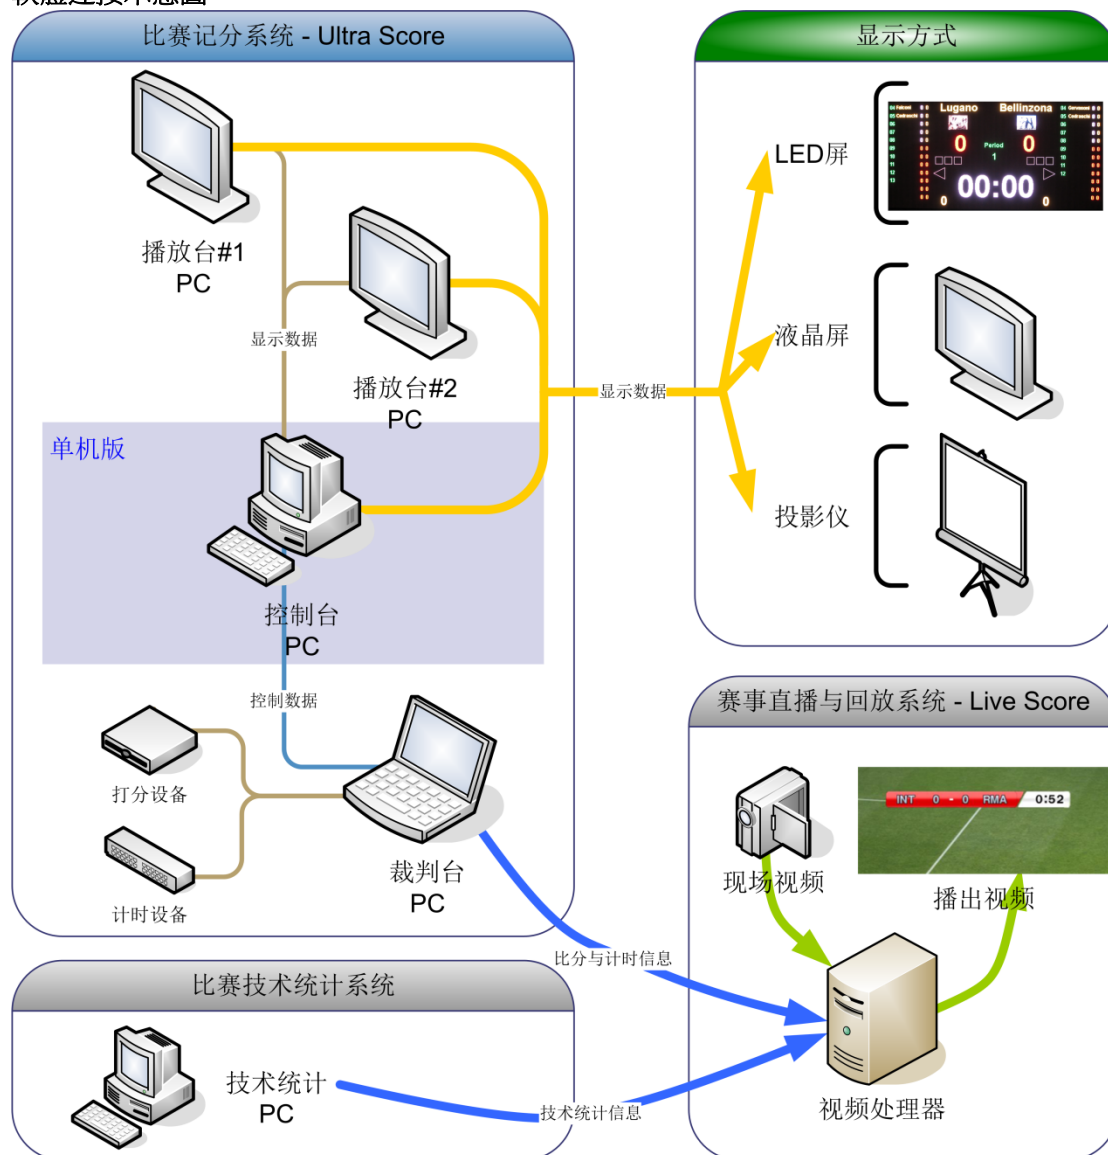 比赛记分系统 - Ultra Score
显示方式
播放台#1
PC
显示数据
播放台#2
PC
显示数据
LED屏
Lugano
Bellinzona
0
0
Period
1
00:00
0
0
液晶屏
投影仪
单机版
控制台
PC
控制数据
打分设备
计时设备
裁判台
PC
比分与计时信息
赛事直播与回放系统 - Live Score
INT 0 - 0 RMA 0:52
现场视频
播出视频
视频处理器
比赛技术统计系统
技术统计
PC
技术统计信息